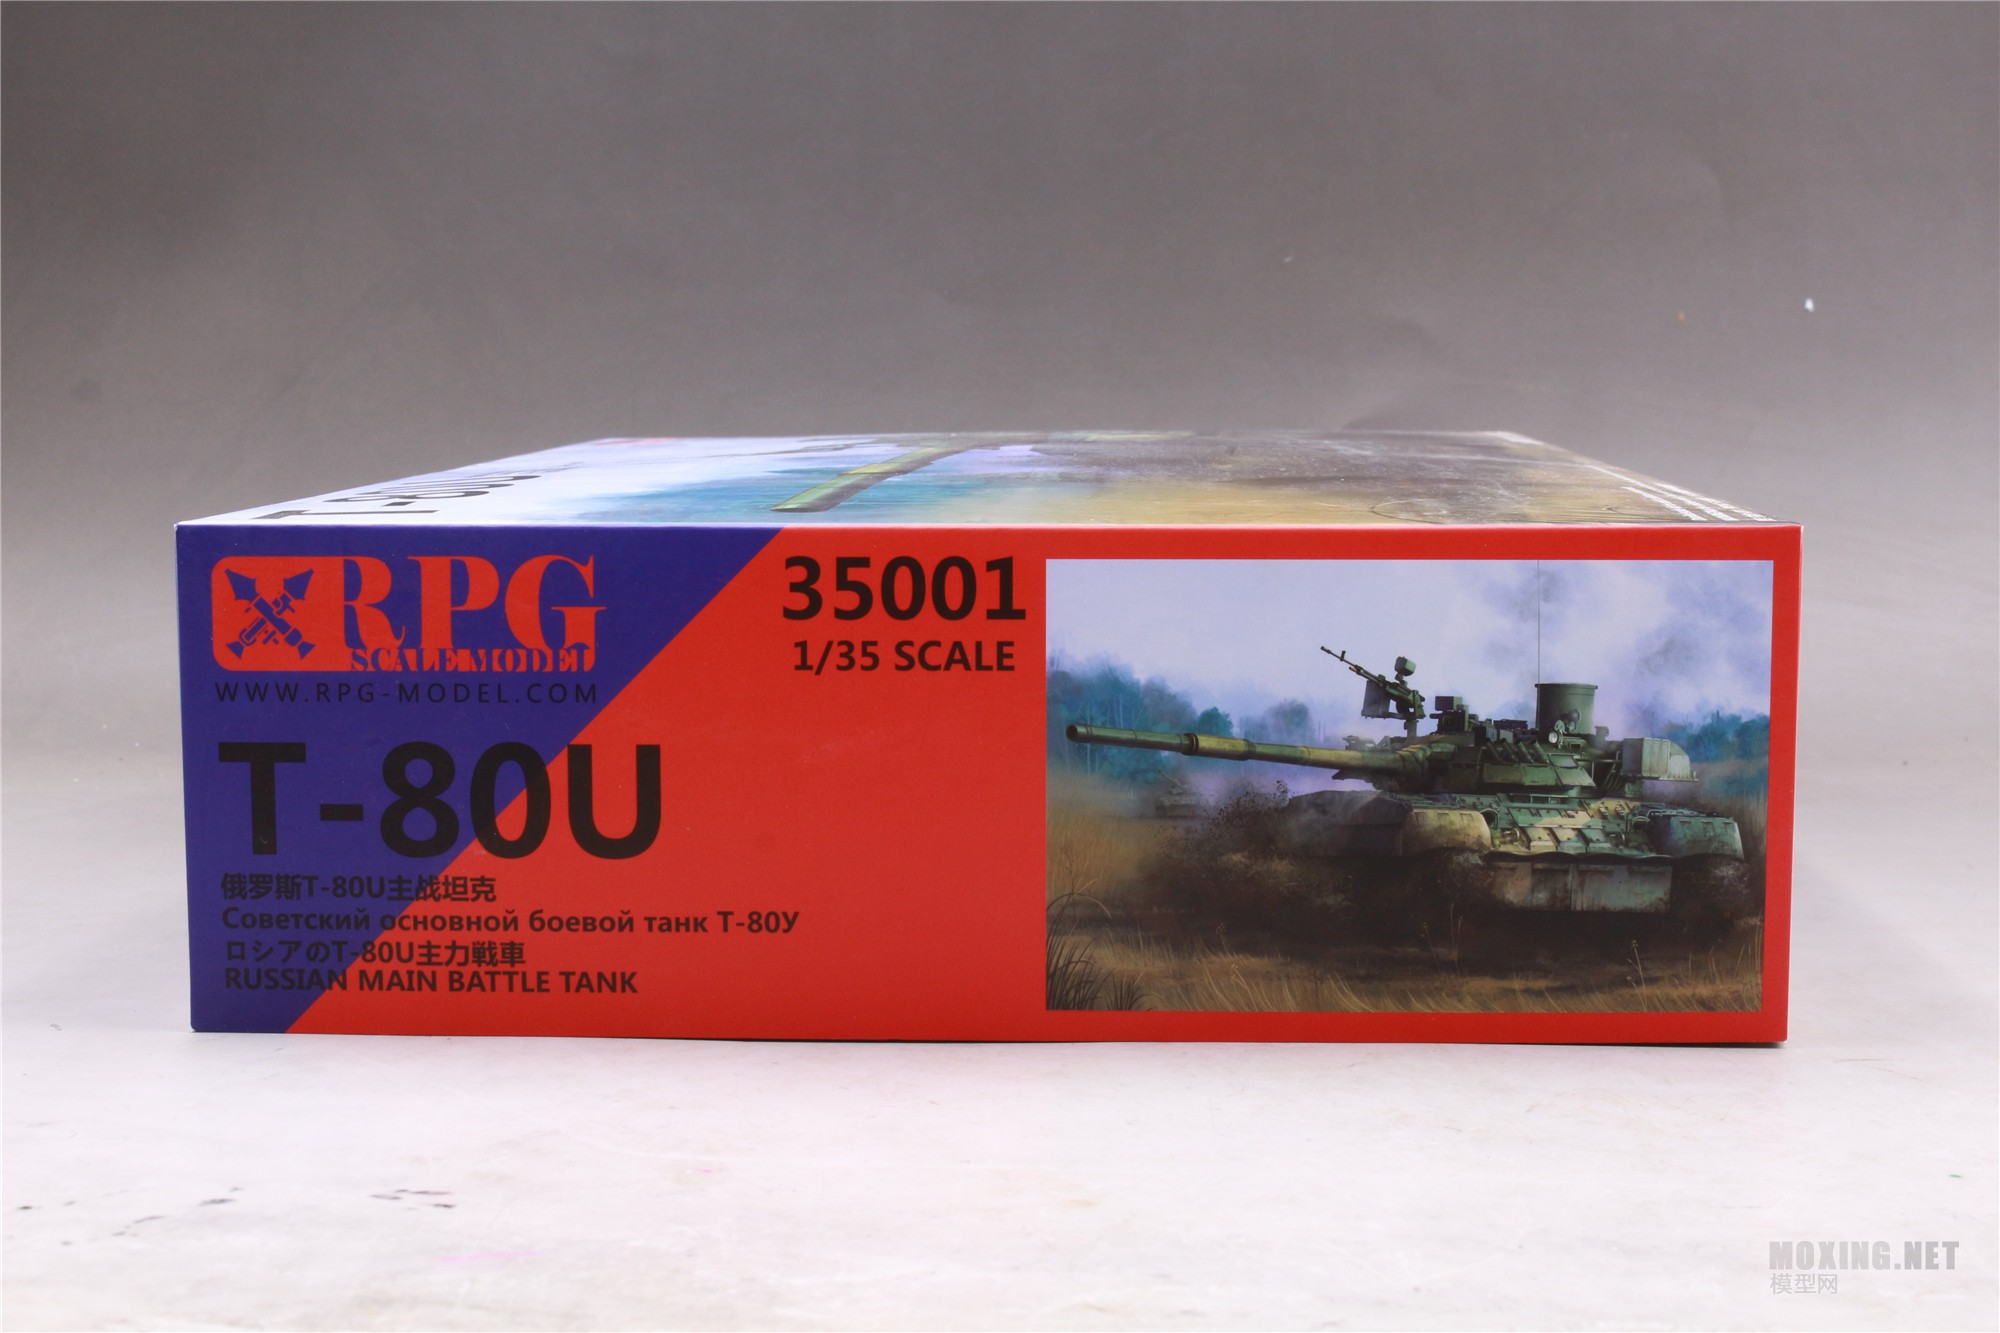 T-80U
RPG
SCALE MODEL
WWW.RPG-MODEL.COM
35001
1/35 SCALE
T-80U
俄罗斯T-80U主战坦克
Советский основной боевой танк Т-80У
ロシアのT-80U主力戦車
RUSSIAN MAIN BATTLE TANK
MOXING.NET
模型网